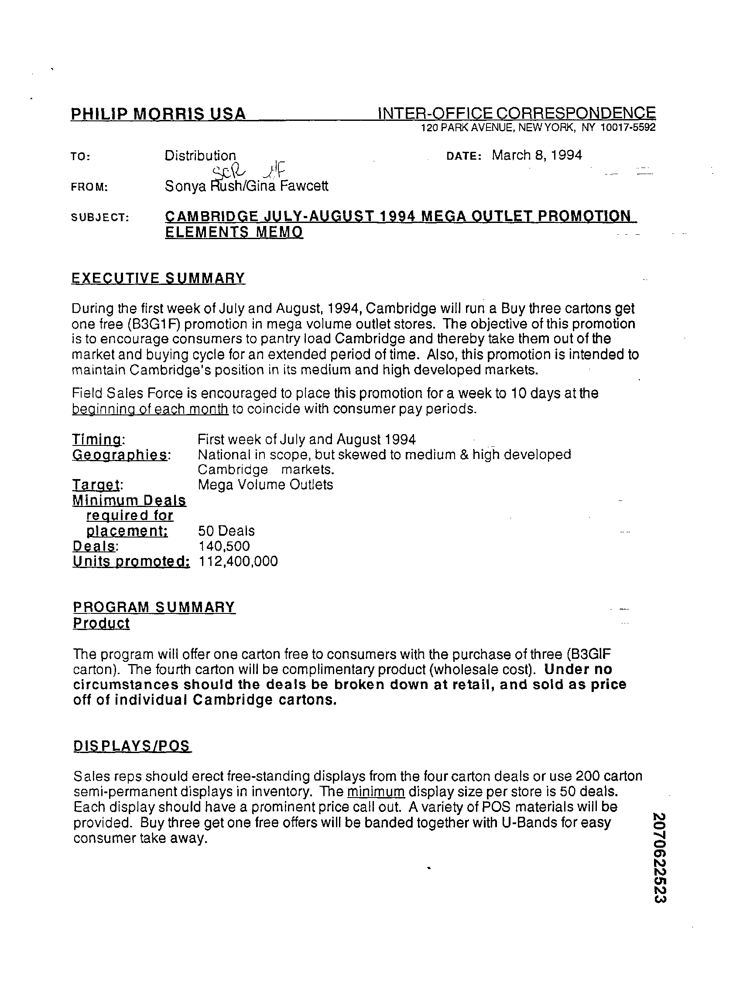 PHILIP MORRIS USA INTER-OFFICE CORRESPONDENCE
120 PARK AVENUE, NEW YORK, NY 10017-5592
TO: Distribution DATE: March 8, 1994
FROM: Sonya Rush/Gina Fawcett
SUBJECT: CAMBRIDGE JULY-AUGUST 1994 MEGA OUTLET PROMOTION
ELEMENTS MEMO
EXECUTIVE SUMMARY
During the first week of July and August, 1994, Cambridge will run a Buy three cartons get
one free (B3G1F) promotion in mega volume outlet stores. The objective of this promotion
is to encourage consumers to pantry load Cambridge and thereby take them out of the
market and buying cycle for an extended period of time. Also, this promotion is intended to
maintain Cambridge's position in its medium and high developed markets.
Field Sales Force is encouraged to place this promotion for a week to 10 days at the
beginning of each month to coincide with consumer pay periods.
Timing: First week of July and August 1994
Geographies: National in scope, but skewed to medium & high developed
Cambridge markets.
Target: Mega Volume Outlets
Minimum Deals
required for
placement: 50 Deals
Deals: 140,500
Units promoted: 112,400,000
PROGRAM SUMMARY
Product
The program will offer one carton free to consumers with the purchase of three (B3GIF
carton). The fourth carton will be complimentary product (wholesale cost). Under no
circumstances should the deals be broken down at retail, and sold as price
off of individual Cambridge cartons.
DISPLAYS/POS
Sales reps should erect free-standing displays from the four carton deals or use 200 carton
semi-permanent displays in inventory. The minimum display size per store is 50 deals.
Each display should have a prominent price call out. A variety of POS materials will be
provided. Buy three get one free offers will be banded together with U-Bands for easy
consumer take away.
2070622523